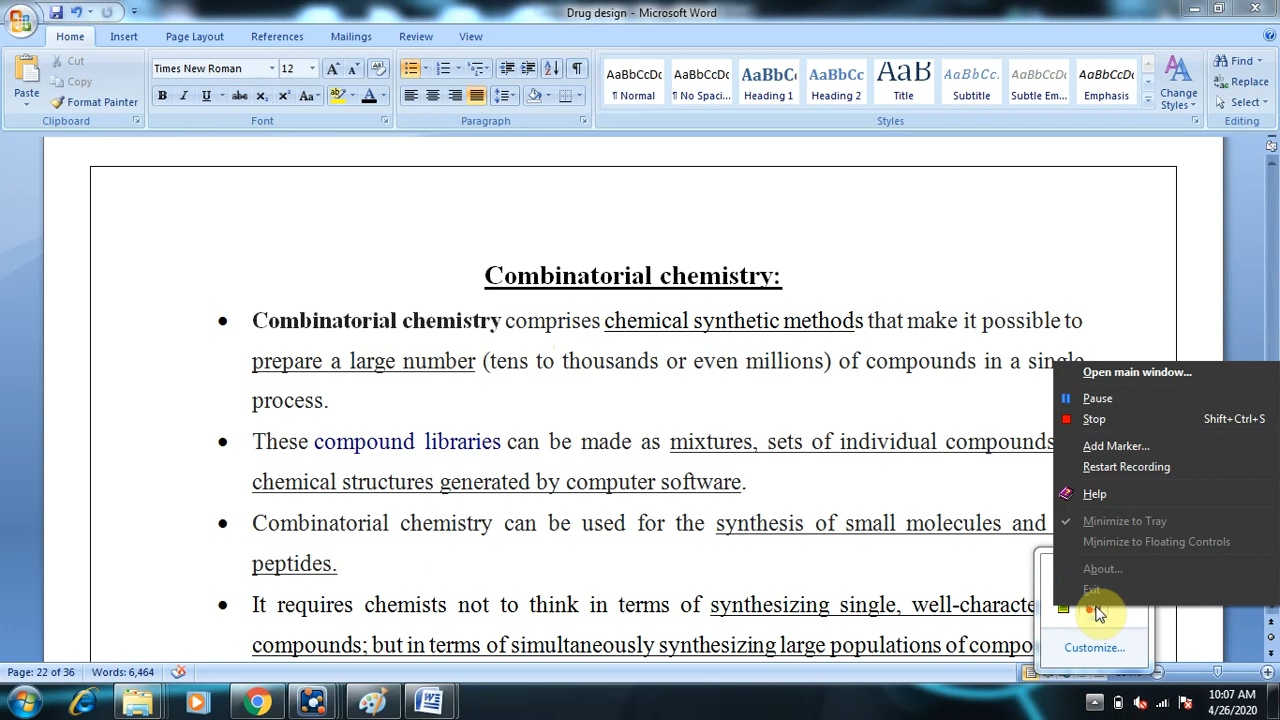 Drug design - Microsoft Word
Home Insert Page Layout References Mailings Review View
Paste
Cut
Copy
Format Painter
Clipboard
Times New Roman 12
Font
Paragraph
AaBbCcDc AaBbCcDc AaBbCc AaBbCc AaB AaBbCc. AaBbCcDc AaBbCcDc
¶ Normal ¶ No Spaci... Heading 1 Heading 2 Title Subtitle Subtle Em... Emphasis
Change Styles
Styles
Find
Replace
Select
Editing
Combinatorial chemistry:
• Combinatorial chemistry comprises chemical synthetic methods that make it possible to
prepare a large number (tens to thousands or even millions) of compounds in a single
process.
• These compound libraries can be made as mixtures, sets of individual compounds
chemical structures generated by computer software.
• Combinatorial chemistry can be used for the synthesis of small molecules and
peptides.
• It requires chemists not to think in terms of synthesizing single, well-characte
compounds; but in terms of simultaneously synthesizing large populations of compo
Open main window...
Pause
Stop Shift+Ctrl+S
Add Marker...
Restart Recording
Help
Minimize to Tray
Minimize to Floating Controls
About...
Exit
Customize...
Page: 22 of 36 Words: 6,464
10:07 AM
4/26/2020